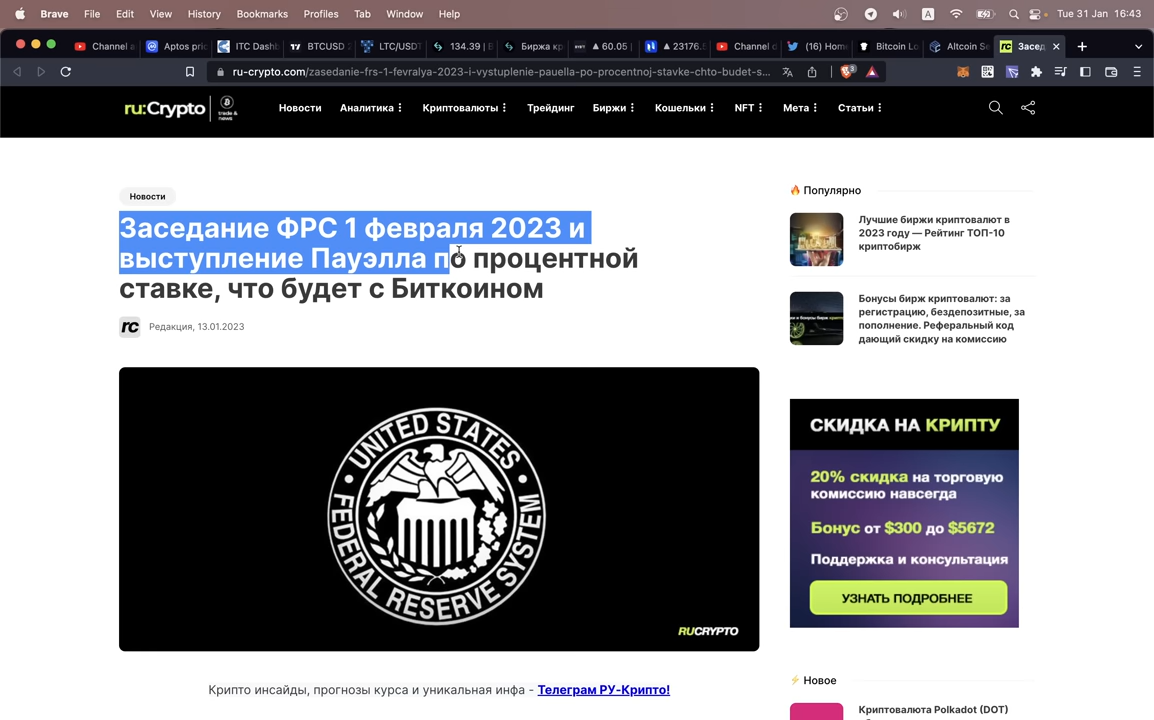 Brave File Edit View History Bookmarks Profiles Tab Window Help
A
Tue 31 Jan 16:43
Channel
Aptos pri
ITC Dash
BTCUSD
LTC/USDT
134.39 |
Биржа кр
▲ 60.05
▲ 23176.
Channel
(16) Hom
Bitcoin Lo
Altcoin Se
Засед
ru-crypto.com/zasedanie-frs-1-fevralya-2023-i-vystuplenie-pauella-po-procentnoj-stavke-chto-budet-s...
3
ru:Crypto
trade &
news
Новости
Аналитика
Криптовалюты
Трейдинг
Биржи
Кошельки
NFT
Мета
Статьи
Новости
Заседание ФРС 1 февраля 2023 и
выступление Пауэлла по процентной
ставке, что будет с Биткоином
rc
Редакция, 13.01.2023
UNITED STATES
FEDERAL RESERVE SYSTEM
RUCRYPTO
Крипто инсайды, прогнозы курса и уникальная инфа - Телеграм РУ-Крипто!
Популярно
Лучшие биржи криптовалют в
2023 году — Рейтинг ТОП-10
криптобирж
Бонусы бирж криптовалют: за
регистрацию, бездепозитные, за
пополнение. Реферальный код
дающий скидку на комиссию
СКИДКА НА КРИПТУ
20% скидка на торговую
комиссию навсегда
Бонус от $300 до $5672
Поддержка и консультация
УЗНАТЬ ПОДРОБНЕЕ
Новое
Криптовалюта Polkadot (DOT)